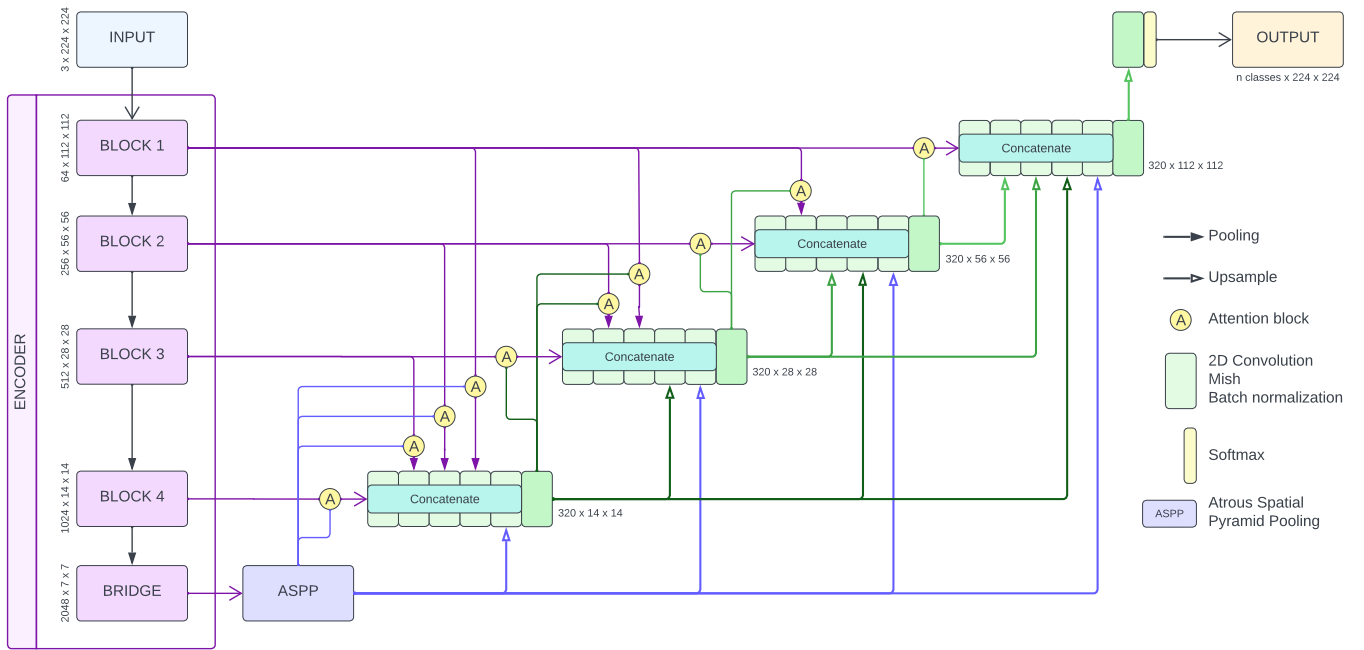 3 x 224 x 224
INPUT
OUTPUT
n classes x 224 x 224
ENCODER
64 x 112 x 112
BLOCK 1
A
Concatenate
320 x 112 x 112
A
256 x 56 x 56
BLOCK 2
A
Concatenate
320 x 56 x 56
A
A
512 x 28 x 28
BLOCK 3
A
Concatenate
320 x 28 x 28
A
A
A
1024 x 14 x 14
BLOCK 4
A
Concatenate
320 x 14 x 14
2048 x 7 x 7
BRIDGE
ASPP
Pooling
Upsample
A
Attention block
2D Convolution
Mish
Batch normalization
Softmax
ASPP
Atrous Spatial
Pyramid Pooling